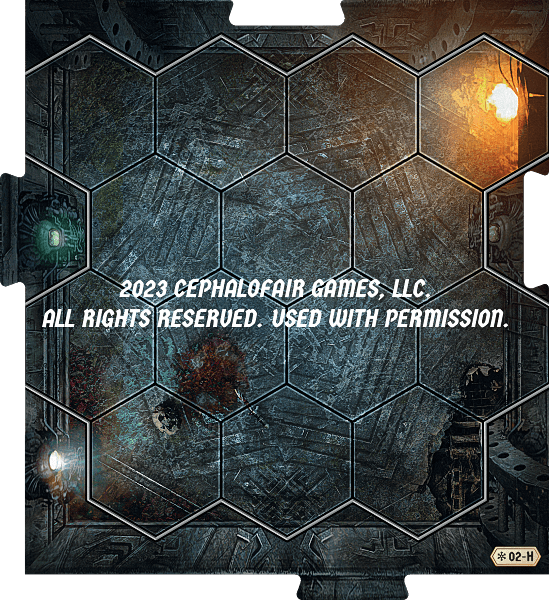 2023 CEPHALOFAIR GAMES, LLC.
ALL RIGHTS RESERVED. USED WITH PERMISSION.
✲ 02-H